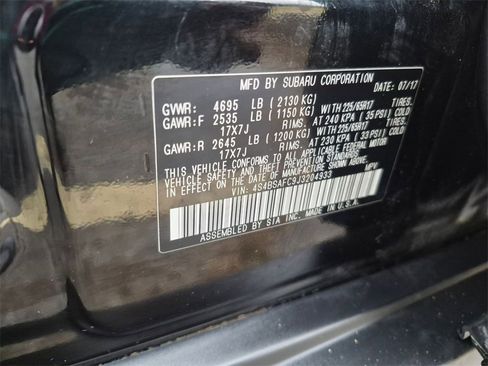 MFD BY SUBARU CORPORATION DATE: 07/17
GVWR: 4695 LB (2130 KG)
GAWR:F 2535 LB (1150 KG) WITH 225/65R17 TIRES.
17X7J RIMS. AT 240 KPA (35 PSI) COLD
GAWR:R 2645 LB (1200 KG) WITH 225/65R17 TIRES.
17X7J RIMS. AT 230 KPA (33 PSI) COLD
THIS VEHICLE CONFORMS TO ALL APPLICABLE FEDERAL MOTOR
VEHICLE SAFETY, BUMPER, AND THEFT PREVENTION STANDARDS
IN EFFECT ON THE DATE OF MANUFACTURE SHOWN ABOVE.
VIN: 4S4BSAFC9J3204933 MPV
ASSEMBLED BY SIA INC. MADE IN U.S.A.